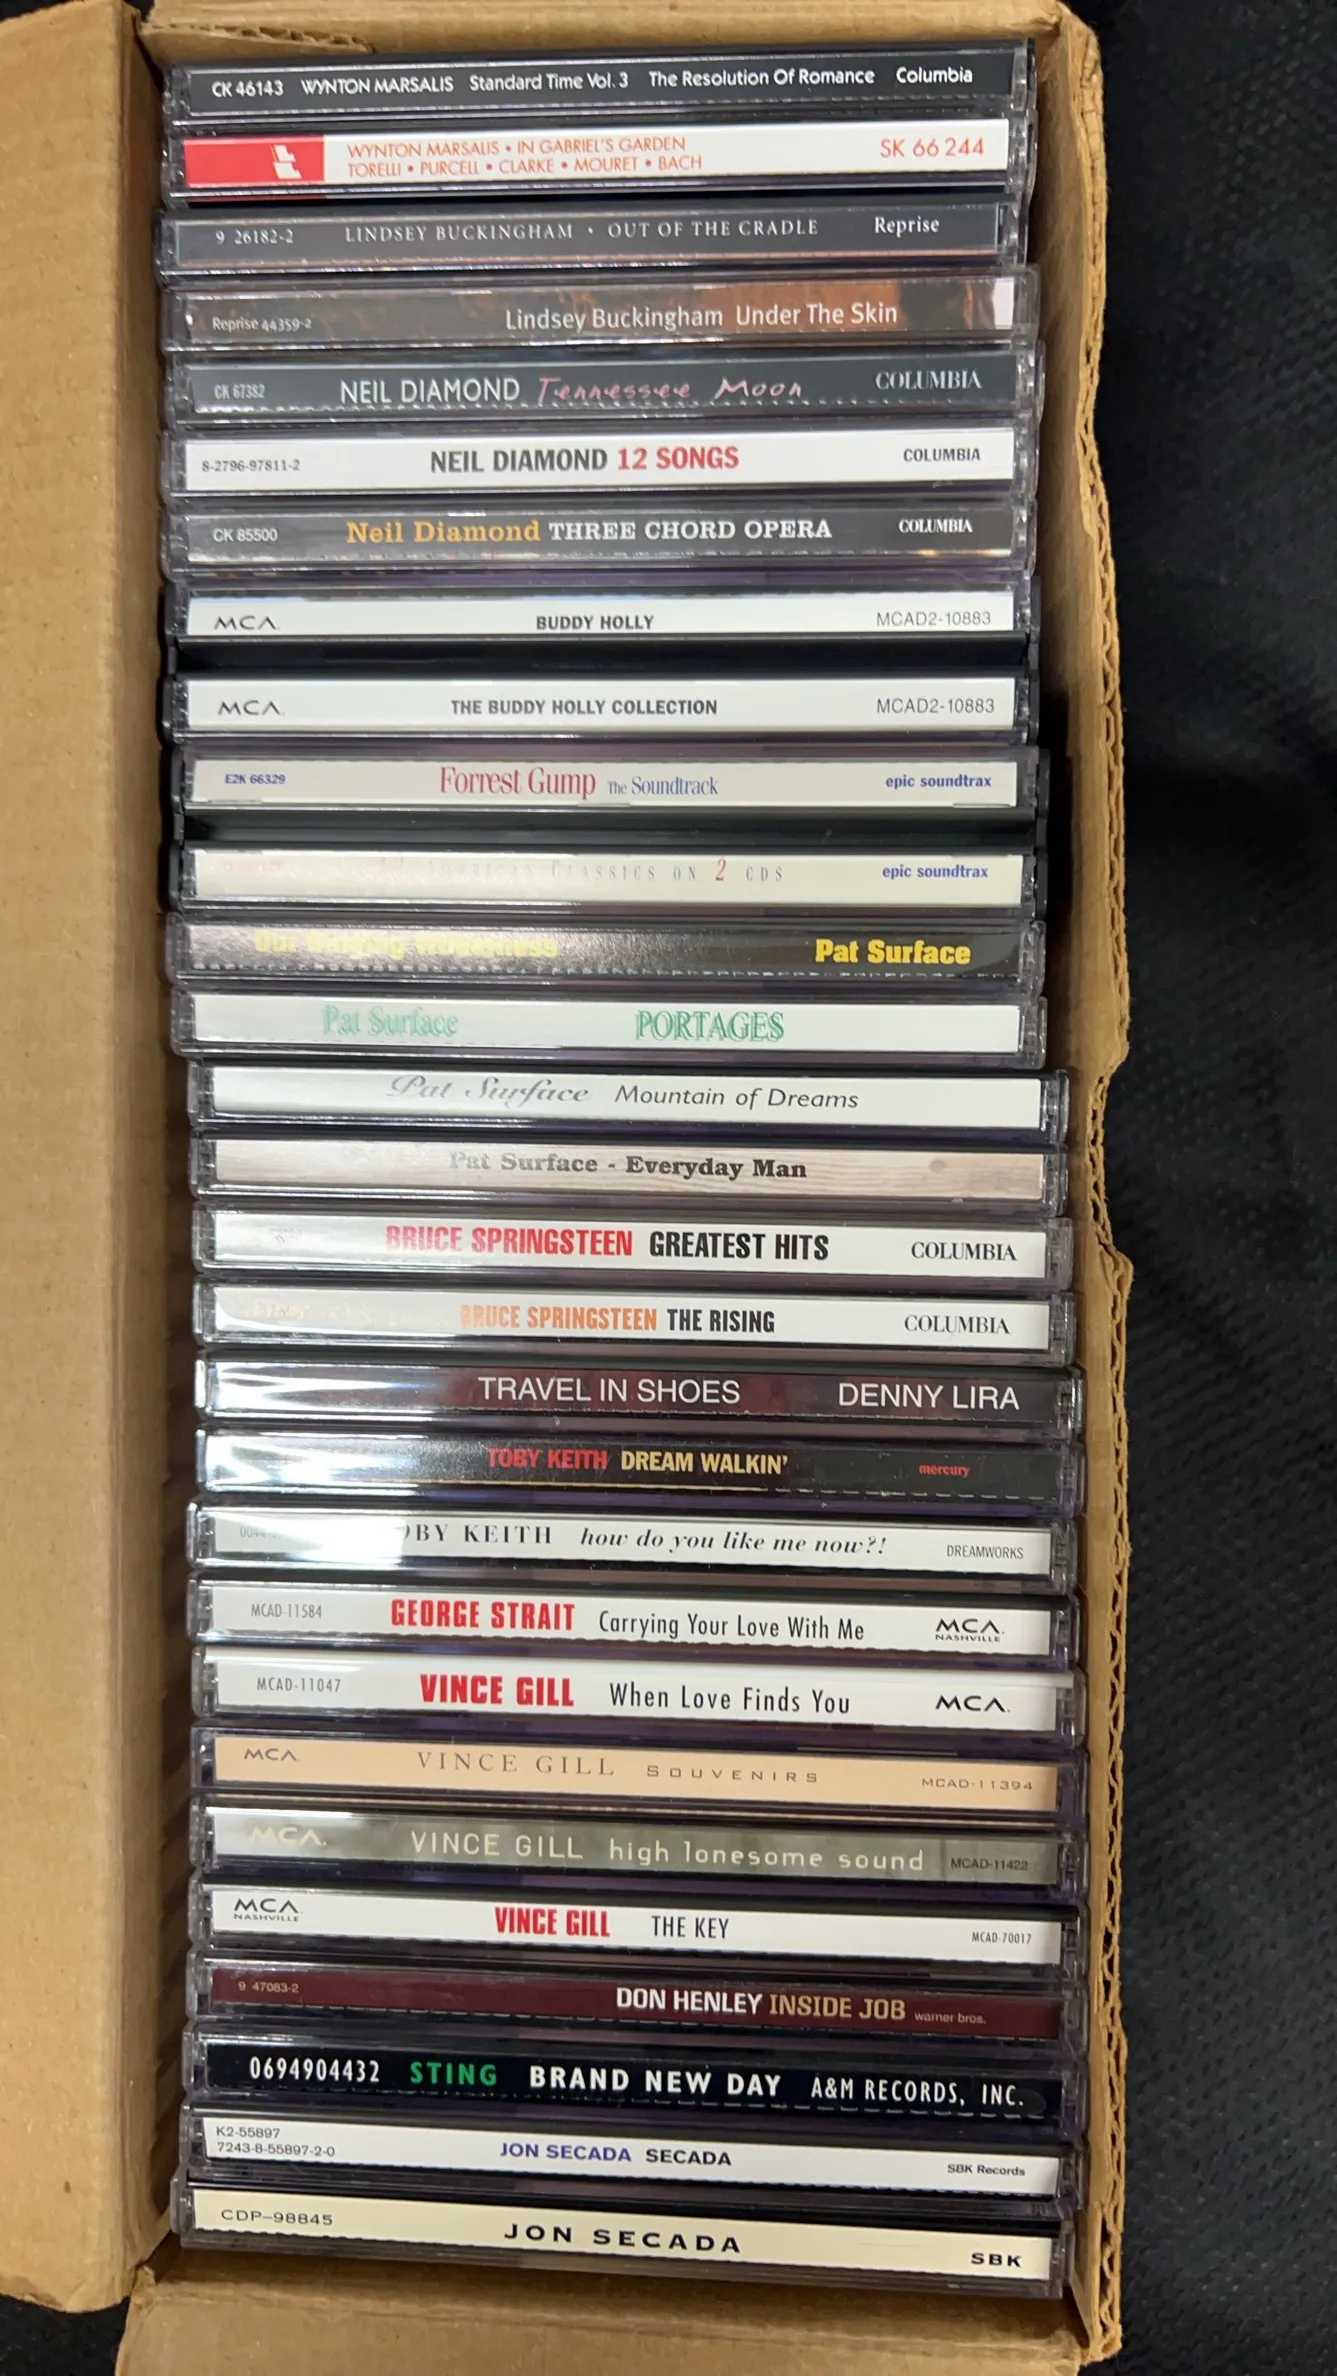 CK 46143 WYNTON MARSALIS Standard Time Vol. 3 The Resolution Of Romance Columbia
WYNTON MARSALIS • IN GABRIEL'S GARDEN SK 66 244
TORELLI • PURCELL • CLARKE • MOURET • BACH
9 26182-2 LINDSEY BUCKINGHAM • OUT OF THE CRADLE Reprise
Reprise 44359-2 Lindsey Buckingham Under The Skin
CK 67382 NEIL DIAMOND Tennessee Moon COLUMBIA
8-2796-97811-2 NEIL DIAMOND 12 SONGS COLUMBIA
CK 85500 Neil Diamond THREE CHORD OPERA COLUMBIA
MCA BUDDY HOLLY MCAD2-10883
MCA THE BUDDY HOLLY COLLECTION MCAD2-10883
E2K 66329 Forrest Gump The Soundtrack epic soundtrax
AMERICAN CLASSICS ON 2 CDS epic soundtrax
Our Singing Wilderness Pat Surface
Pat Surface PORTAGES
Pat Surface Mountain of Dreams
Pat Surface - Everyday Man
BRUCE SPRINGSTEEN GREATEST HITS COLUMBIA
BRUCE SPRINGSTEEN THE RISING COLUMBIA
TRAVEL IN SHOES DENNY LIRA
TOBY KEITH DREAM WALKIN' mercury
OBY KEITH how do you like me now?! DREAMWORKS
MCAD-11584 GEORGE STRAIT Carrying Your Love With Me MCA NASHVILLE
MCAD-11047 VINCE GILL When Love Finds You MCA
MCA VINCE GILL SOUVENIRS MCAD-11394
MCA VINCE GILL high lonesome sound MCAD-11422
MCA NASHVILLE VINCE GILL THE KEY MCAD-70017
9 47083-2 DON HENLEY INSIDE JOB warner bros.
0694904432 STING BRAND NEW DAY A&M RECORDS, INC.
K2-55897
7243-8-55897-2-0 JON SECADA SECADA SBK Records
CDP-98845 JON SECADA SBK